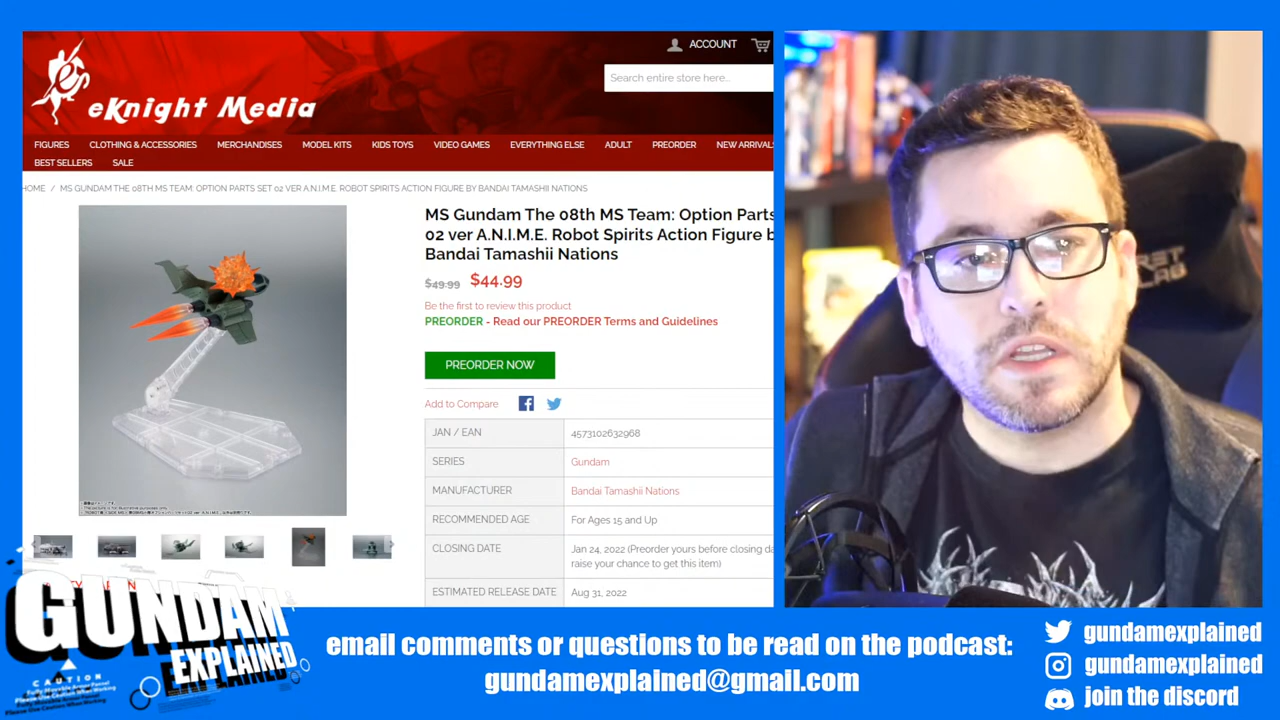 eKnight Media
ACCOUNT
Search entire store here...
FIGURES CLOTHING & ACCESSORIES MERCHANDISES MODEL KITS KIDS TOYS VIDEO GAMES EVERYTHING ELSE ADULT PREORDER NEW ARRIVALS
BEST SELLERS SALE
HOME / MS GUNDAM THE 08TH MS TEAM: OPTION PARTS SET 02 VER A.N.I.M.E. ROBOT SPIRITS ACTION FIGURE BY BANDAI TAMASHII NATIONS
MS Gundam The 08th MS Team: Option Parts
02 ver A.N.I.M.E. Robot Spirits Action Figure b
Bandai Tamashii Nations
$49.99 $44.99
Be the first to review this product
PREORDER - Read our PREORDER Terms and Guidelines
PREORDER NOW
Add to Compare
JAN / EAN 4573102632968
SERIES Gundam
MANUFACTURER Bandai Tamashii Nations
RECOMMENDED AGE For Ages 15 and Up
CLOSING DATE Jan 24, 2022 (Preorder yours before closing da
raise your chance to get this item)
ESTIMATED RELEASE DATE Aug 31, 2022
GUNDAM
EXPLAINED
CAUTION
email comments or questions to be read on the podcast:
gundamexplained@gmail.com
gundamexplained
gundamexplained
join the discord